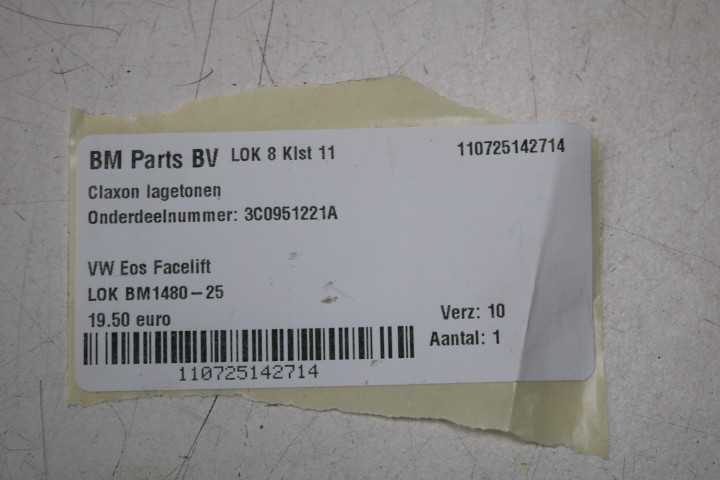 BM Parts BV LOK 8 Klst 11 110725142714
Claxon lagetonen
Onderdeelnummer: 3C0951221A
VW Eos Facelift
LOK BM1480-25
19.50 euro
Verz: 10
Aantal: 1
110725142714